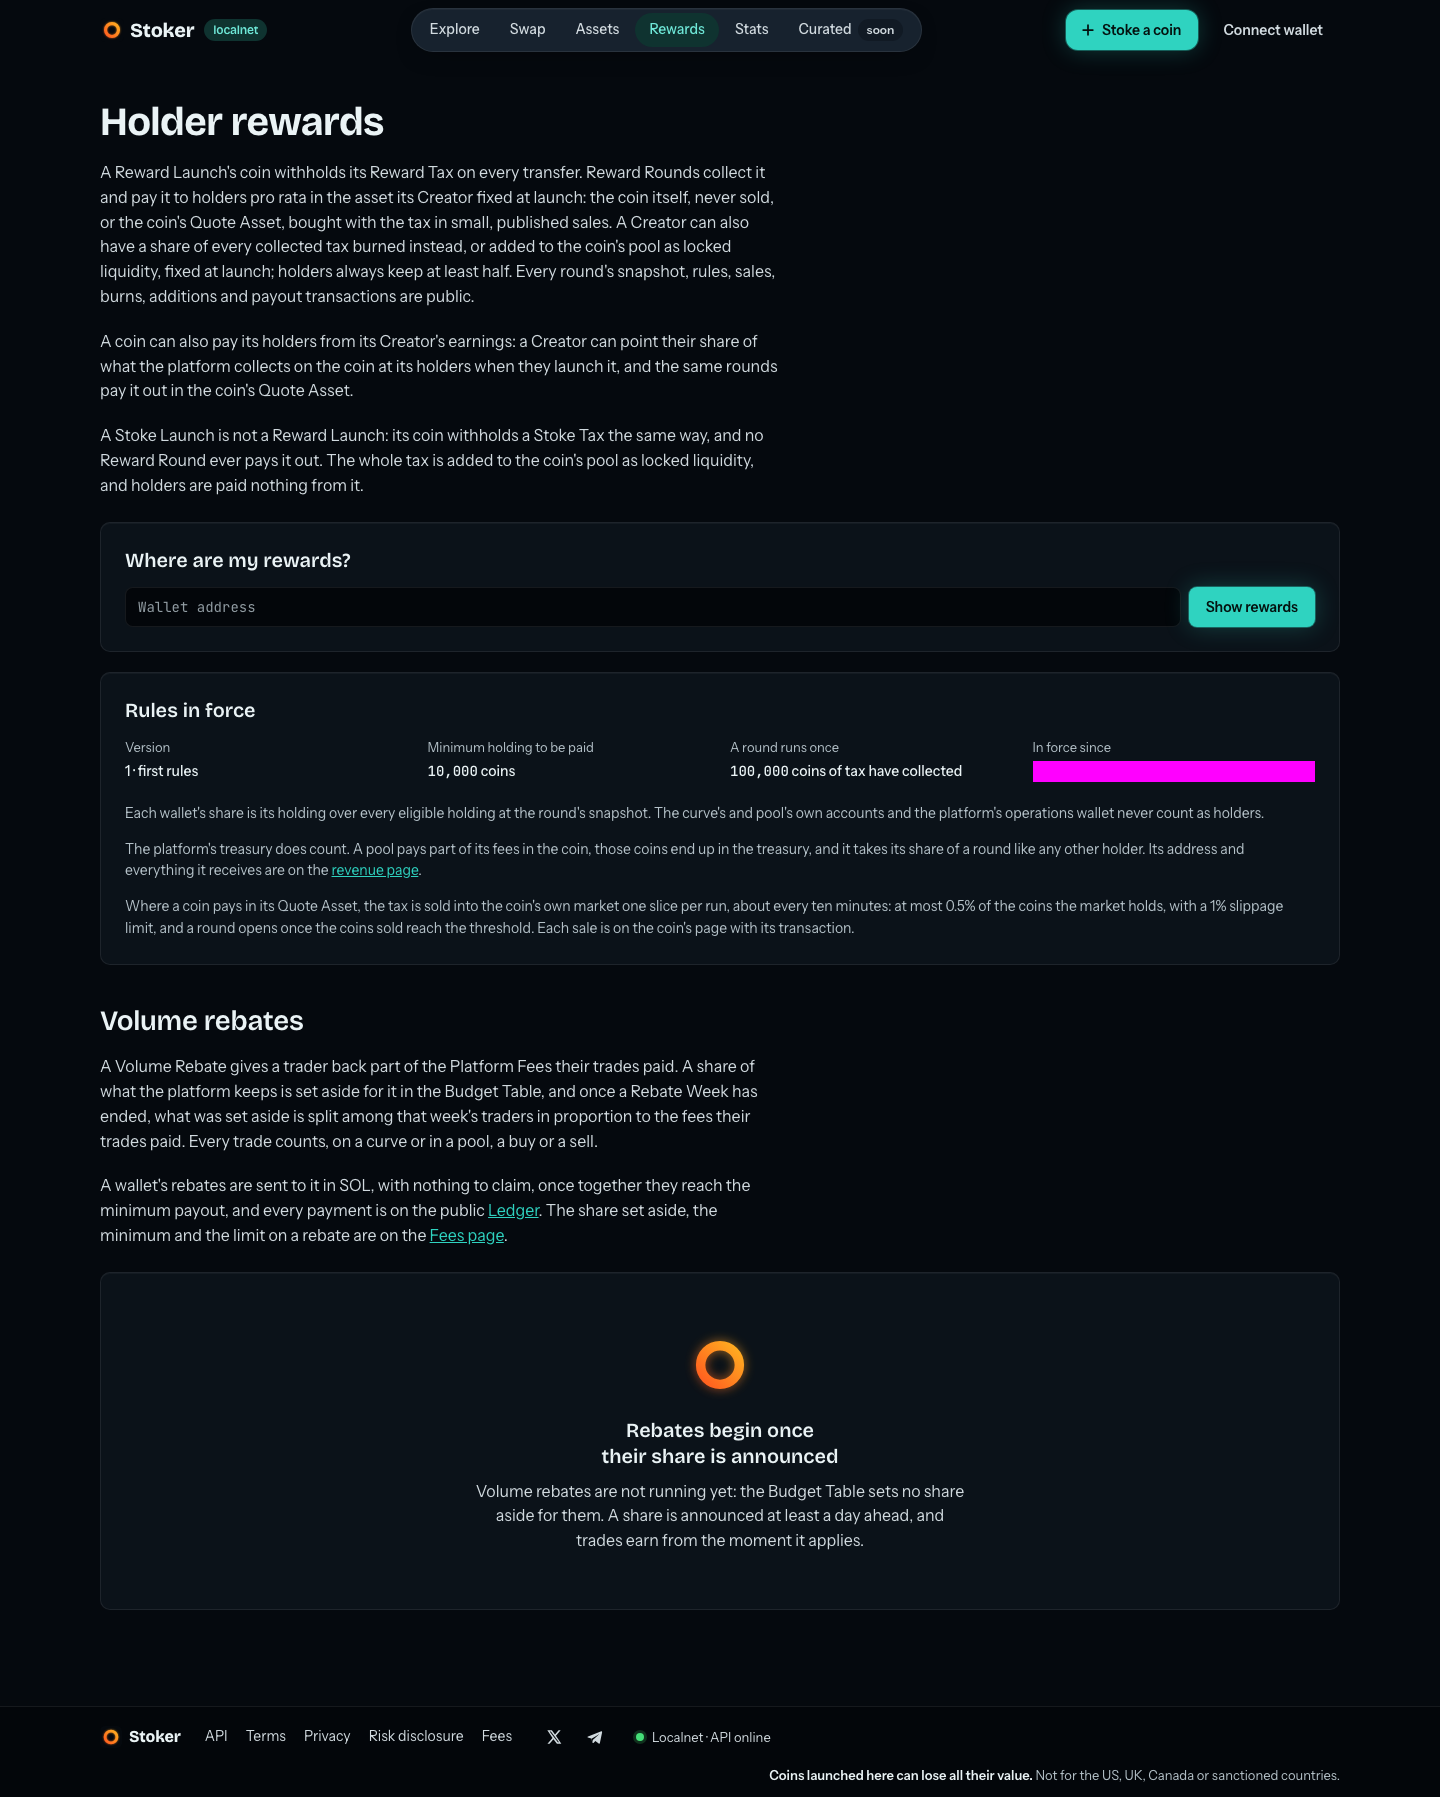 Stoker localnet Explore Swap Assets Rewards Stats Curated soon + Stoke a coin Connect wallet
Holder rewards
A Reward Launch's coin withholds its Reward Tax on every transfer. Reward Rounds collect it
and pay it to holders pro rata in the asset its Creator fixed at launch: the coin itself, never sold,
or the coin's Quote Asset, bought with the tax in small, published sales. A Creator can also
have a share of every collected tax burned instead, or added to the coin's pool as locked
liquidity, fixed at launch; holders always keep at least half. Every round's snapshot, rules, sales,
burns, additions and payout transactions are public.
A coin can also pay its holders from its Creator's earnings: a Creator can point their share of
what the platform collects on the coin at its holders when they launch it, and the same rounds
pay it out in the coin's Quote Asset.
A Stoke Launch is not a Reward Launch: its coin withholds a Stoke Tax the same way, and no
Reward Round ever pays it out. The whole tax is added to the coin's pool as locked liquidity,
and holders are paid nothing from it.
Where are my rewards?
Wallet address Show rewards
Rules in force
Version Minimum holding to be paid A round runs once In force since
1 · first rules 10,000 coins 100,000 coins of tax have collected
Each wallet's share is its holding over every eligible holding at the round's snapshot. The curve's and pool's own accounts and the platform's operations wallet never count as holders.
The platform's treasury does count. A pool pays part of its fees in the coin, those coins end up in the treasury, and it takes its share of a round like any other holder. Its address and
everything it receives are on the revenue page.
Where a coin pays in its Quote Asset, the tax is sold into the coin's own market one slice per run, about every ten minutes: at most 0.5% of the coins the market holds, with a 1% slippage
limit, and a round opens once the coins sold reach the threshold. Each sale is on the coin's page with its transaction.
Volume rebates
A Volume Rebate gives a trader back part of the Platform Fees their trades paid. A share of
what the platform keeps is set aside for it in the Budget Table, and once a Rebate Week has
ended, what was set aside is split among that week's traders in proportion to the fees their
trades paid. Every trade counts, on a curve or in a pool, a buy or a sell.
A wallet's rebates are sent to it in SOL, with nothing to claim, once together they reach the
minimum payout, and every payment is on the public Ledger. The share set aside, the
minimum and the limit on a rebate are on the Fees page.
Rebates begin once
their share is announced
Volume rebates are not running yet: the Budget Table sets no share
aside for them. A share is announced at least a day ahead, and
trades earn from the moment it applies.
Stoker API Terms Privacy Risk disclosure Fees Localnet · API online
Coins launched here can lose all their value. Not for the US, UK, Canada or sanctioned countries.